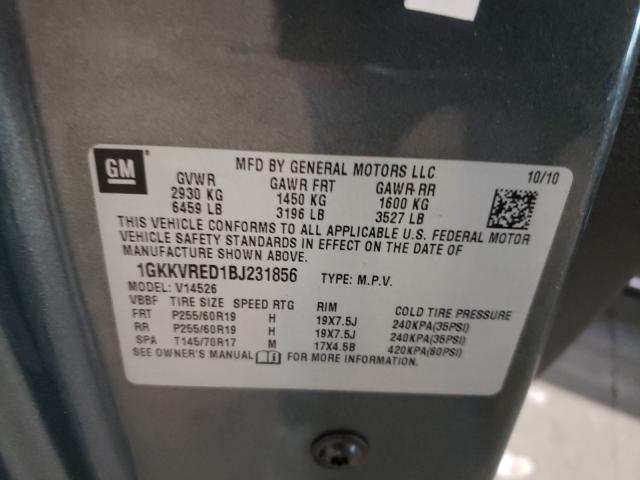 GM
MFD BY GENERAL MOTORS LLC 10/10
GVWR GAWR FRT GAWR RR
2930 KG 1450 KG 1600 KG
6459 LB 3196 LB 3527 LB
THIS VEHICLE CONFORMS TO ALL APPLICABLE U.S. FEDERAL MOTOR
VEHICLE SAFETY STANDARDS IN EFFECT ON THE DATE OF
MANUFACTURE SHOWN ABOVE.
1GKKVRED1BJ231856 TYPE: M.P.V.
MODEL: V14526
VBBF TIRE SIZE SPEED RTG RIM COLD TIRE PRESSURE
FRT P255/60R19 H 19X7.5J 240KPA(35PSI)
RR P255/60R19 H 19X7.5J 240KPA(35PSI)
SPA T145/70R17 M 17X4.5B 420KPA(60PSI)
SEE OWNER'S MANUAL FOR MORE INFORMATION.